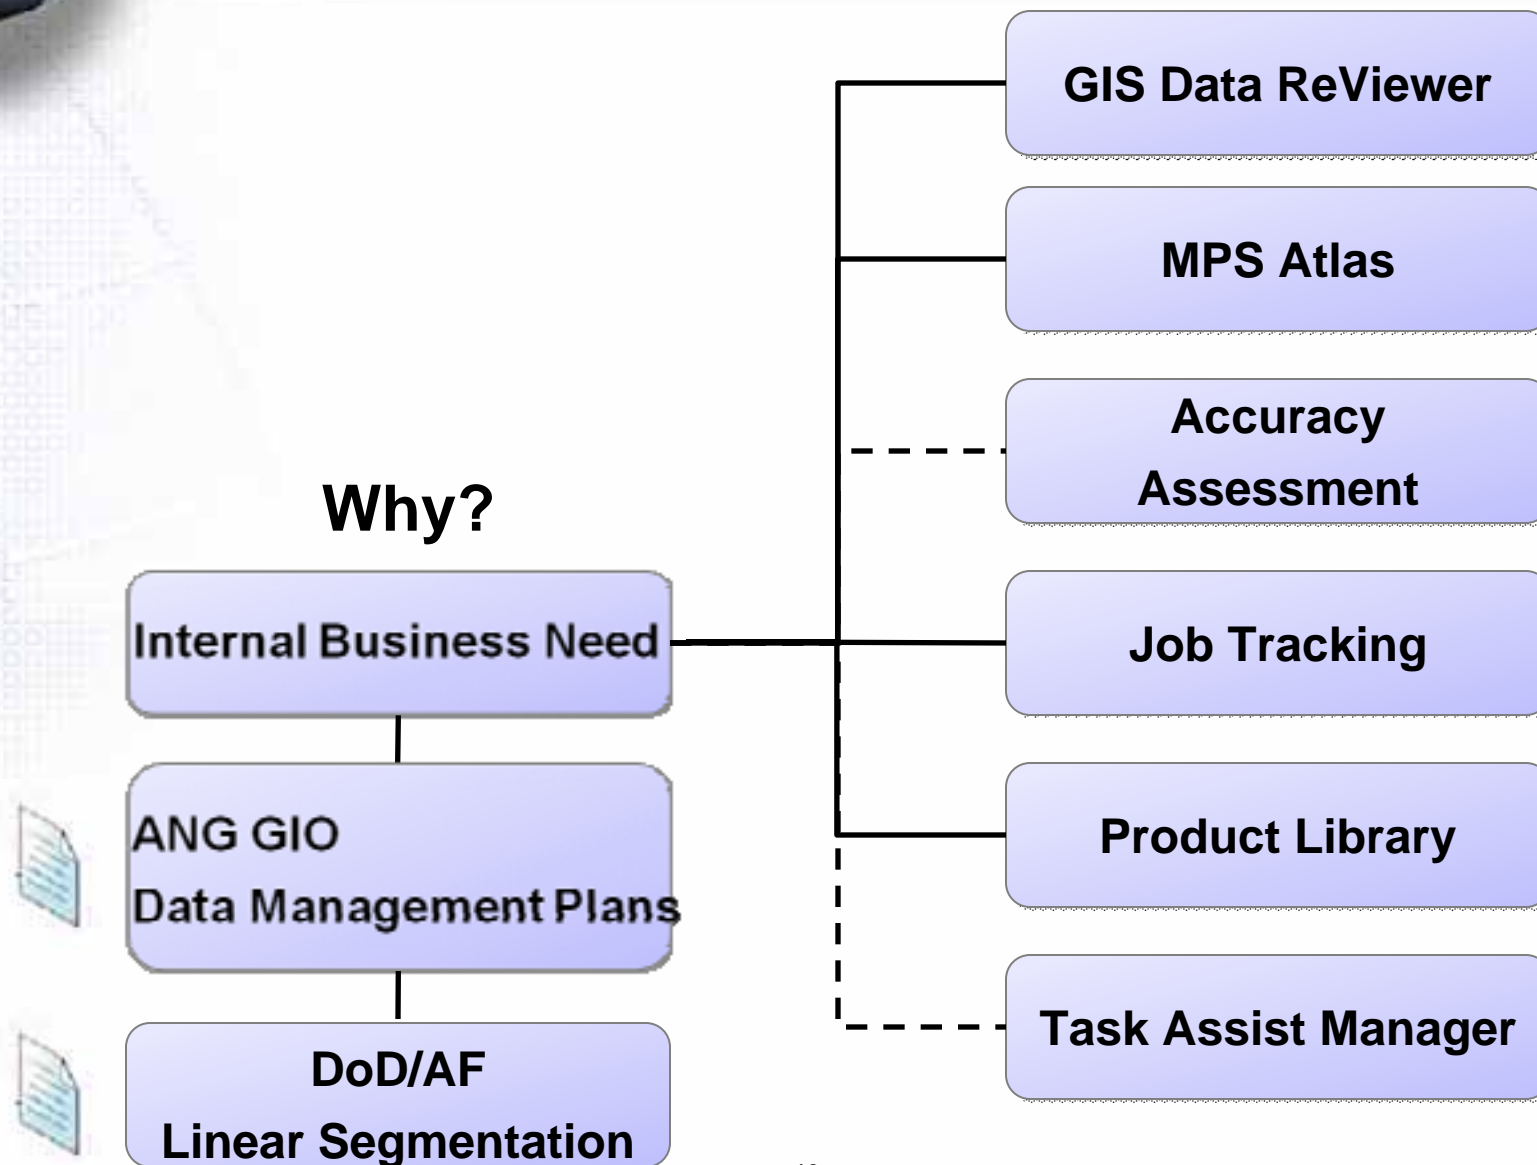 Why?
Internal Business Need
ANG GIO
Data Management Plans
DoD/AF
Linear Segmentation
GIS Data ReViewer
MPS Atlas
Accuracy
Assessment
Job Tracking
Product Library
Task Assist Manager